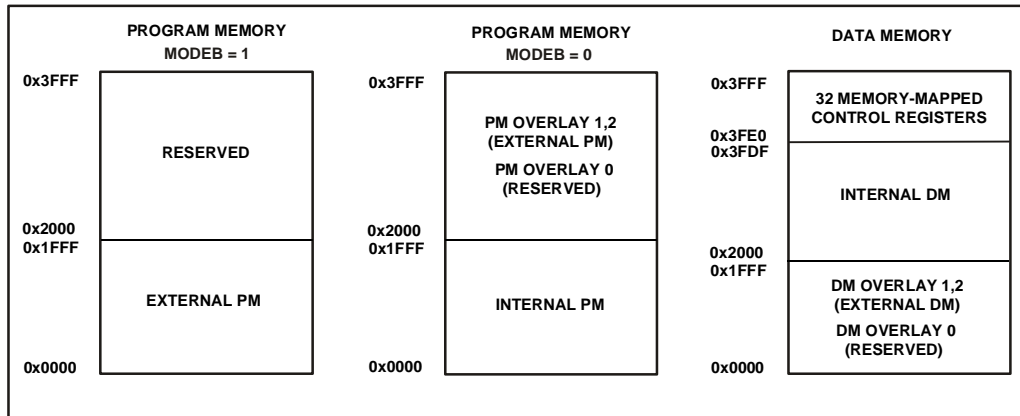 PROGRAM MEMORY
MODEB = 1
0x3FFF
RESERVED
0x2000
0x1FFF
EXTERNAL PM
0x0000
PROGRAM MEMORY
MODEB = 0
0x3FFF
PM OVERLAY 1,2
(EXTERNAL PM)
PM OVERLAY 0
(RESERVED)
0x2000
0x1FFF
INTERNAL PM
0x0000
DATA MEMORY
0x3FFF
32 MEMORY-MAPPED
CONTROL REGISTERS
0x3FE0
0x3FDF
INTERNAL DM
0x2000
0x1FFF
DM OVERLAY 1,2
(EXTERNAL DM)
DM OVERLAY 0
(RESERVED)
0x0000